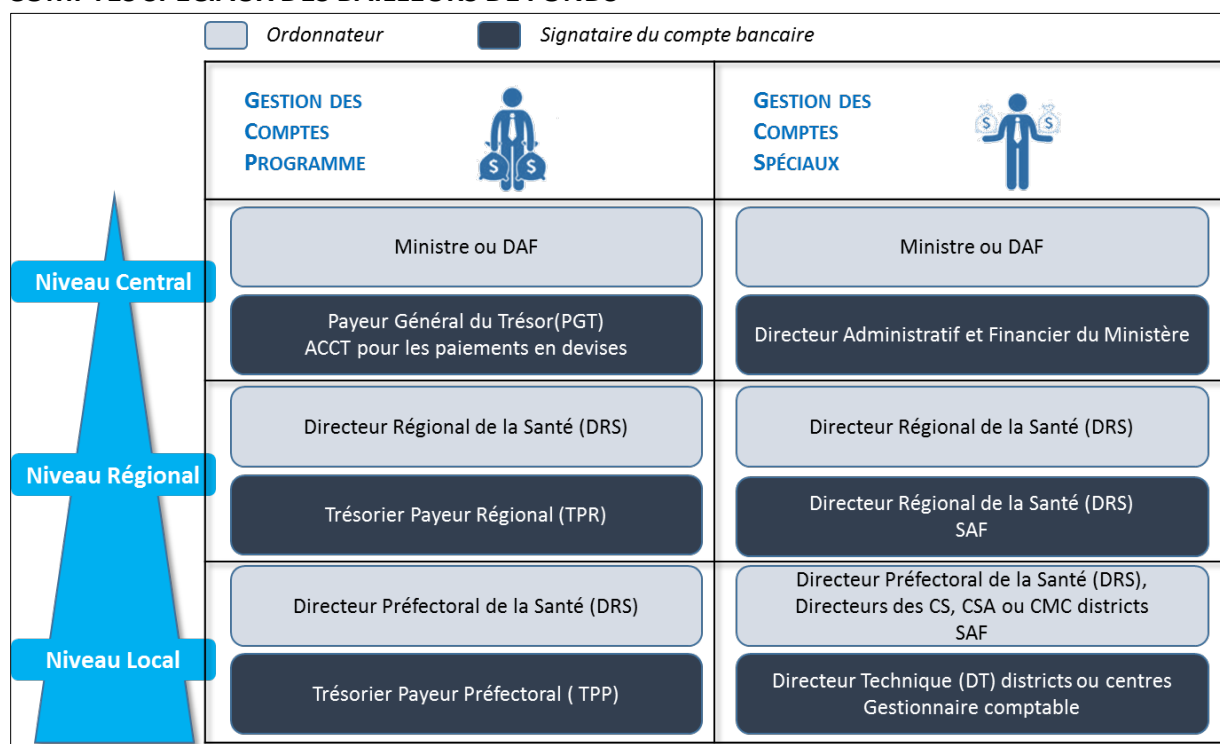 Ordonnateur
Signataire du compte bancaire
GESTION DES
COMPTES
PROGRAMME
GESTION DES
COMPTES
SPÉCIAUX
Niveau Central
Ministre ou DAF
Ministre ou DAF
Payeur Général du Trésor(PGT)
ACCT pour les paiements en devises
Directeur Administratif et Financier du Ministère
Niveau Régional
Directeur Régional de la Santé (DRS)
Directeur Régional de la Santé (DRS)
Trésorier Payeur Régional (TPR)
Directeur Régional de la Santé (DRS)
SAF
Niveau Local
Directeur Préfectoral de la Santé (DRS)
Directeur Préfectoral de la Santé (DRS),
Directeurs des CS, CSA ou CMC districts
SAF
Trésorier Payeur Préfectoral ( TPP)
Directeur Technique (DT) districts ou centres
Gestionnaire comptable